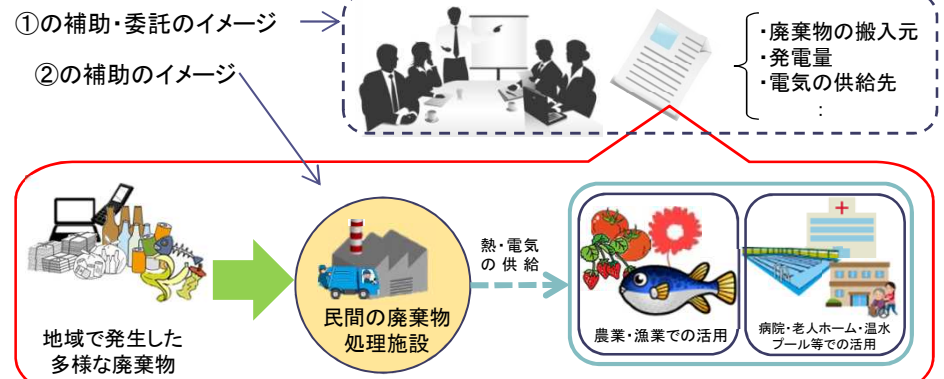 ①の補助・委託のイメージ
②の補助のイメージ
・廃棄物の搬入元
・発電量
・電気の供給先
:
地域で発生した
多様な廃棄物
民間の廃棄物
処理施設
熱・電気
の 供 給
農業・漁業での活用
病院・老人ホーム・温水
プール等での活用